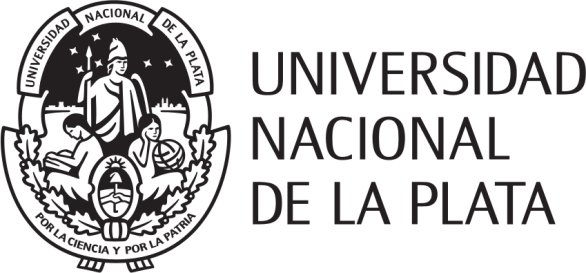 UNIVERSIDAD NACIONAL DE LA PLATA
POR LA CIENCIA Y POR LA PATRIA
UNIVERSIDAD
NACIONAL
DE LA PLATA